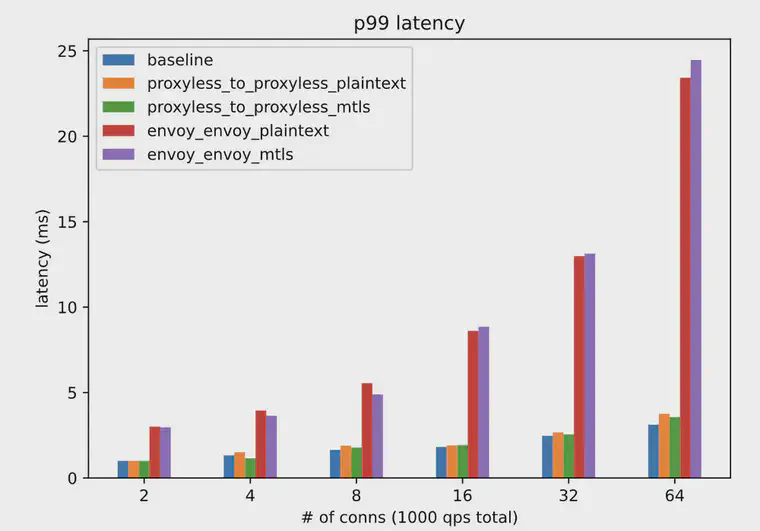 p99 latency
baseline
proxyless_to_proxyless_plaintext
proxyless_to_proxyless_mtls
envoy_envoy_plaintext
envoy_envoy_mtls
latency (ms)
25
20
15
10
5
0
2 4 8 16 32 64
# of conns (1000 qps total)